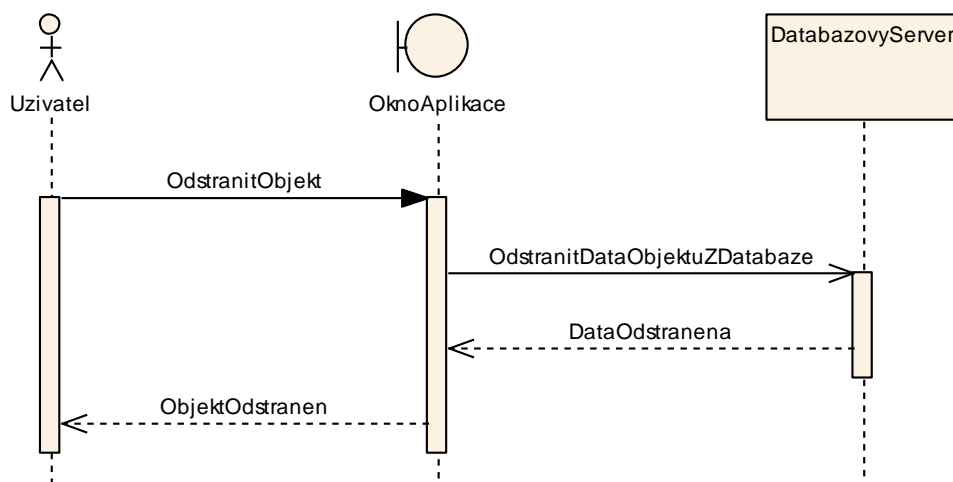 DatabazovyServer
Uzivatel
OknoAplikace
OdstranitObjekt
OdstranitDataObjektuZDatabaze
DataOdstranena
ObjektOdstranen